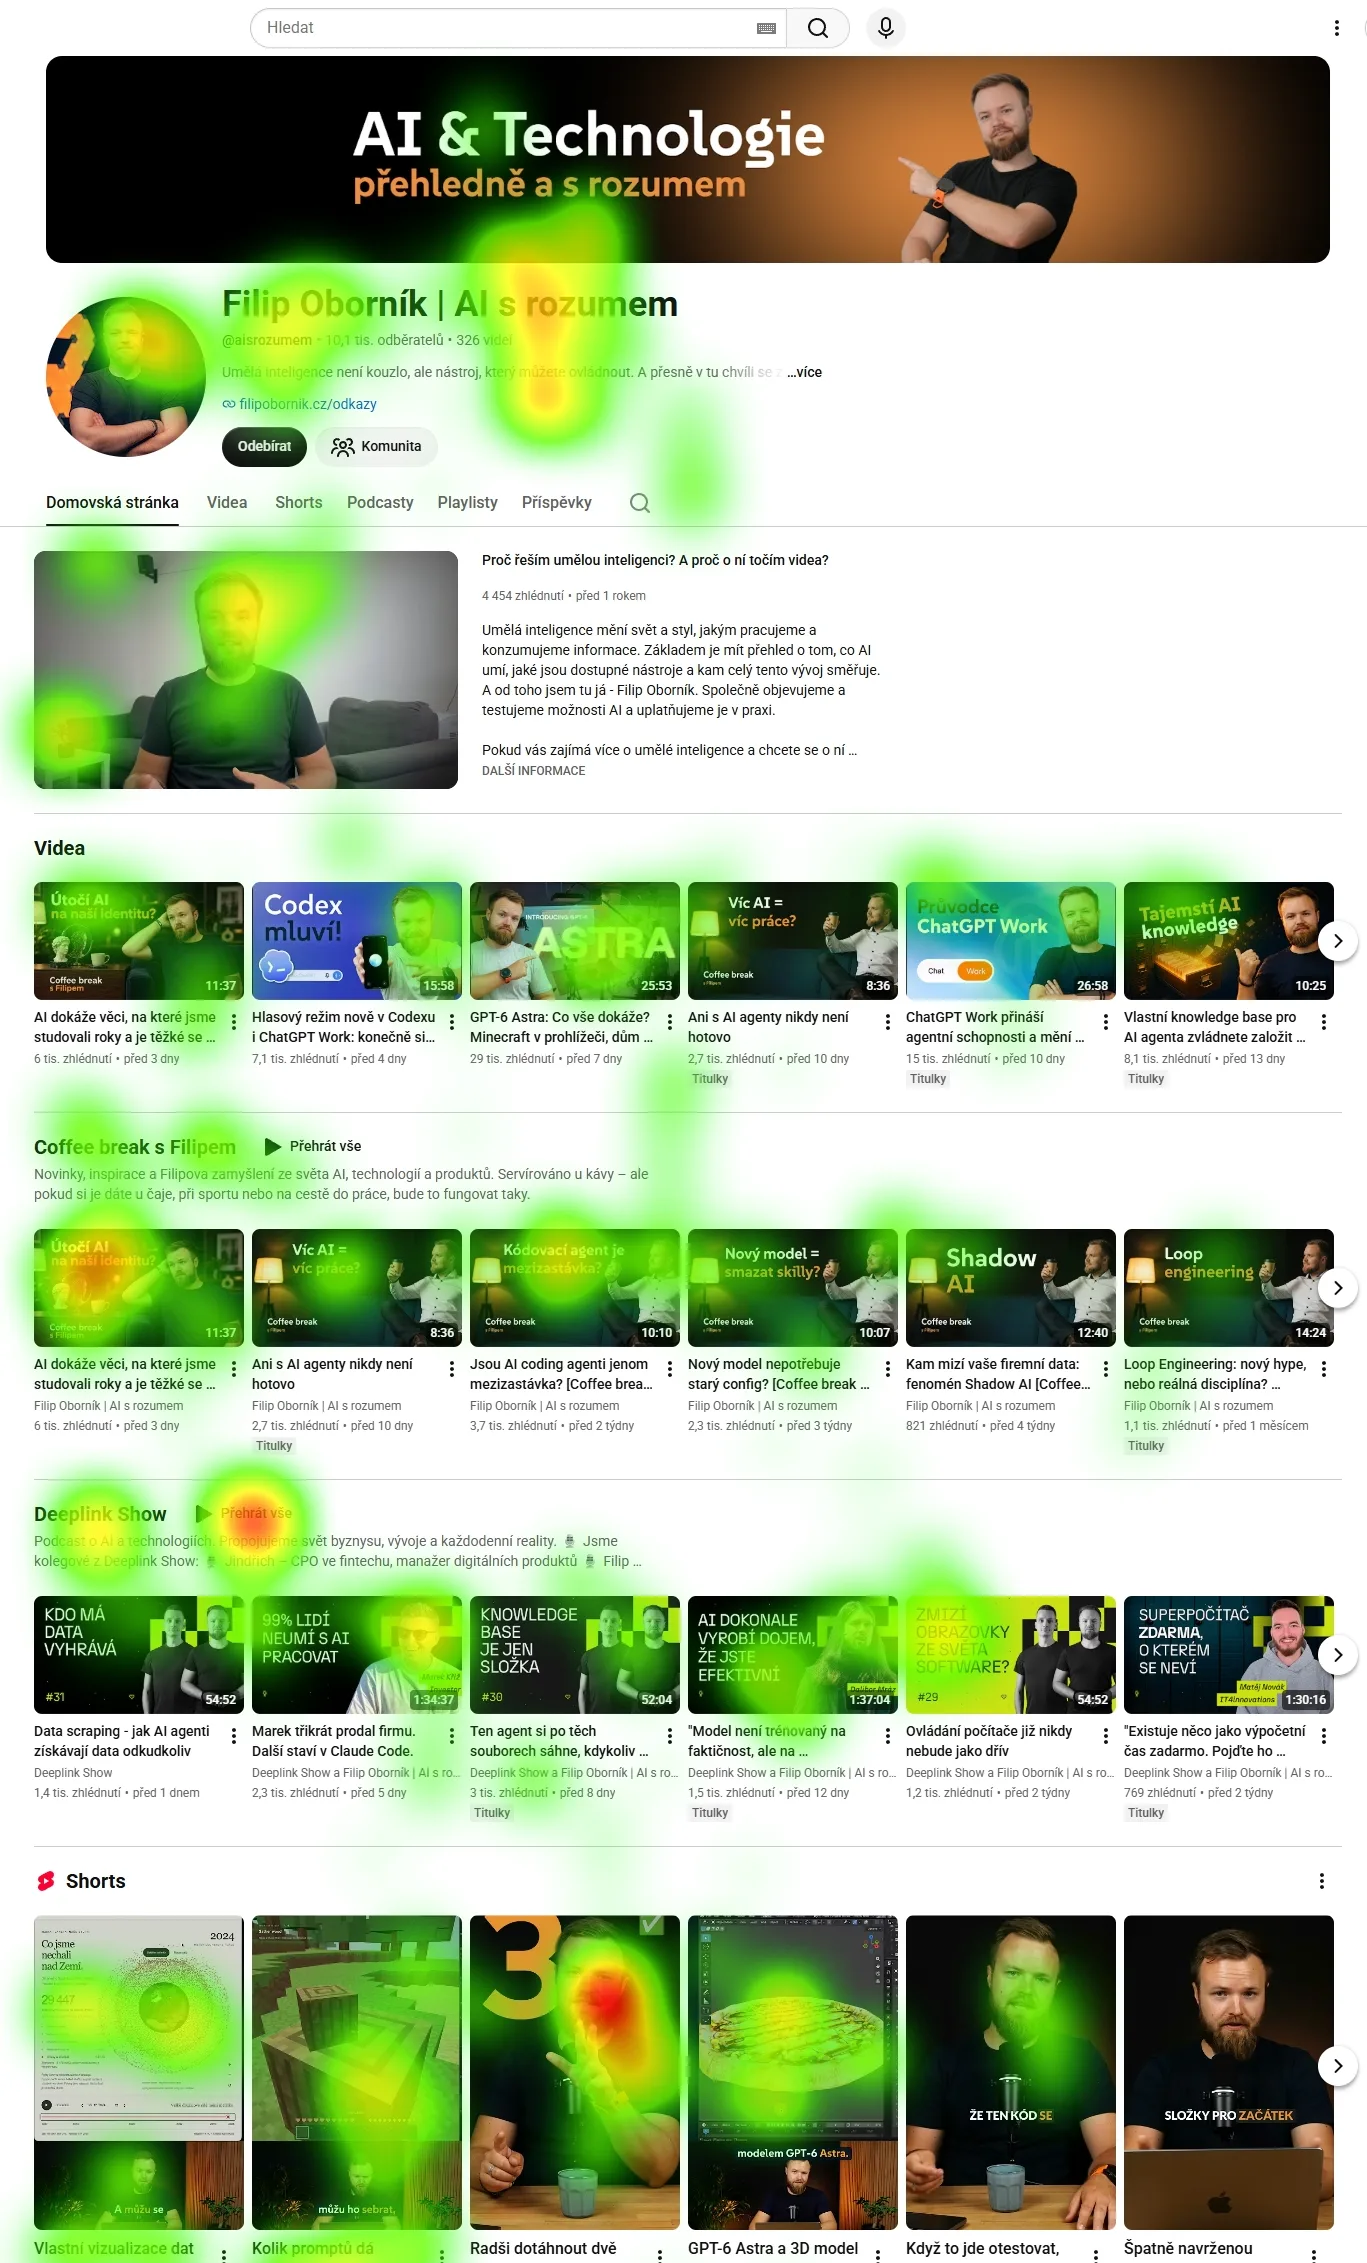 Hledat
AI & Technologie
přehledně a s rozumem
Filip Oborník | AI s rozumem
@aisrozumem • 10,1 tis. odběratelů • 326 videí
Umělá inteligence není kouzlo, ale nástroj, který můžete ovládnout. A přesně v tu chvíli se z ...více
filipobornik.cz/odkazy
Odebírat
Komunita
Domovská stránka Videa Shorts Podcasty Playlisty Příspěvky
Proč řeším umělou inteligenci? A proč o ní točím videa?
4 454 zhlédnutí • před 1 rokem
Umělá inteligence mění svět a styl, jakým pracujeme a
konzumujeme informace. Základem je mít přehled o tom, co AI
umí, jaké jsou dostupné nástroje a kam celý tento vývoj směřuje.
A od toho jsem tu já - Filip Oborník. Společně objevujeme a
testujeme možnosti AI a uplatňujeme je v praxi.
Pokud vás zajímá více o umělé inteligence a chcete se o ní ...
DALŠÍ INFORMACE
Videa
Útočí AI
na naši identitu?
Coffee break
s Filipem
11:37
AI dokáže věci, na které jsme
studovali roky a je těžké se ...
6 tis. zhlédnutí • před 3 dny
Codex
mluví!
15:58
Hlasový režim nově v Codexu
i ChatGPT Work: konečně si...
7,1 tis. zhlédnutí • před 4 dny
INTRODUCING GPT-6
ASTRA
25:53
GPT-6 Astra: Co vše dokáže?
Minecraft v prohlížeči, dům ...
29 tis. zhlédnutí • před 7 dny
Víc AI =
víc práce?
Coffee break
s Filipem
8:36
Ani s AI agenty nikdy není
hotovo
2,7 tis. zhlédnutí • před 10 dny
Titulky
Průvodce
ChatGPT Work
Chat Work
26:58
ChatGPT Work přináší
agentní schopnosti a mění ...
15 tis. zhlédnutí • před 10 dny
Titulky
Tajemství AI
knowledge
10:25
Vlastní knowledge base pro
AI agenta zvládnete založit ...
8,1 tis. zhlédnutí • před 13 dny
Titulky
Coffee break s Filipem
Přehrát vše
Novinky, inspirace a Filipova zamyšlení ze světa AI, technologií a produktů. Servírováno u kávy – ale
pokud si je dáte u čaje, při sportu nebo na cestě do práce, bude to fungovat taky.
Útočí AI
na naši identitu?
Coffee break
s Filipem
11:37
AI dokáže věci, na které jsme
studovali roky a je těžké se ...
Filip Oborník | AI s rozumem
6 tis. zhlédnutí • před 3 dny
Víc AI =
víc práce?
Coffee break
s Filipem
8:36
Ani s AI agenty nikdy není
hotovo
Filip Oborník | AI s rozumem
2,7 tis. zhlédnutí • před 10 dny
Titulky
Kódovací agent je
mezizastávka?
Coffee break
s Filipem
10:10
Jsou AI coding agenti jenom
mezizastávka? [Coffee brea...
Filip Oborník | AI s rozumem
3,7 tis. zhlédnutí • před 2 týdny
Nový model =
smazat skilly?
Coffee break
s Filipem
10:07
Nový model nepotřebuje
starý config? [Coffee break ...
Filip Oborník | AI s rozumem
2,3 tis. zhlédnutí • před 3 týdny
Shadow
AI
Coffee break
s Filipem
12:40
Kam mizí vaše firemní data:
fenomén Shadow AI [Coffee...
Filip Oborník | AI s rozumem
821 zhlédnutí • před 4 týdny
Loop
engineering
Coffee break
s Filipem
14:24
Loop Engineering: nový hype,
nebo reálná disciplína? ...
Filip Oborník | AI s rozumem
1,1 tis. zhlédnutí • před 1 měsícem
Titulky
Deeplink Show
Přehrát vše
Podcast o AI a technologiích. Propojujeme svět byznysu, vývoje a každodenní reality. Jsme
kolegové z Deeplink Show: Jindřich – CPO ve fintechu, manažer digitálních produktů Filip ...
KDO MÁ
DATA
VYHRÁVÁ
#31
54:52
Data scraping - jak AI agenti
získávají data odkudkoliv
Deeplink Show
1,4 tis. zhlédnutí • před 1 dnem
99% LIDÍ
NEUMÍ S AI
PRACOVAT
Marek Kříž
Investor
1:34:37
Marek třikrát prodal firmu.
Další staví v Claude Code.
Deeplink Show a Filip Oborník | AI s ro...
2,3 tis. zhlédnutí • před 5 dny
KNOWLEDGE
BASE
JE JEN
SLOŽKA
#30
52:04
Ten agent si po těch
souborech sáhne, kdykoliv ...
Deeplink Show a Filip Oborník | AI s ro...
3 tis. zhlédnutí • před 8 dny
Titulky
AI DOKONALE
VYROBÍ DOJEM,
ŽE JSTE
EFEKTIVNÍ
1:37:04
"Model není trénovaný na
faktičnost, ale na ...
Deeplink Show a Filip Oborník | AI s ro...
1,5 tis. zhlédnutí • před 12 dny
Titulky
ZMIZÍ
OBRAZOVKY
ZE SVĚTA
SOFTWARE?
#29
54:52
Ovládání počítače již nikdy
nebude jako dřív
Deeplink Show a Filip Oborník | AI s ro...
1,2 tis. zhlédnutí • před 2 týdny
SUPERPOČÍTAČ
ZDARMA,
O KTERÉM
SE NEVÍ
Matěj Novák
IT4Innovations
1:30:16
"Existuje něco jako výpočetní
čas zadarmo. Pojďte ho ...
Deeplink Show a Filip Oborník | AI s ro...
769 zhlédnutí • před 2 týdny
Titulky
Shorts
Co jsme
nechali
nad Zemí.
2024
29 447
A můžu se
Vlastní vizualizace dat
můžu ho sebrat,
Kolik promptů dá
3
Radši dotáhnout dvě
modelem GPT-6 Astra.
GPT-6 Astra a 3D model
ŽE TEN KÓD SE
Když to jde otestovat,
SLOŽKY PRO ZAČÁTEK
Špatně navrženou